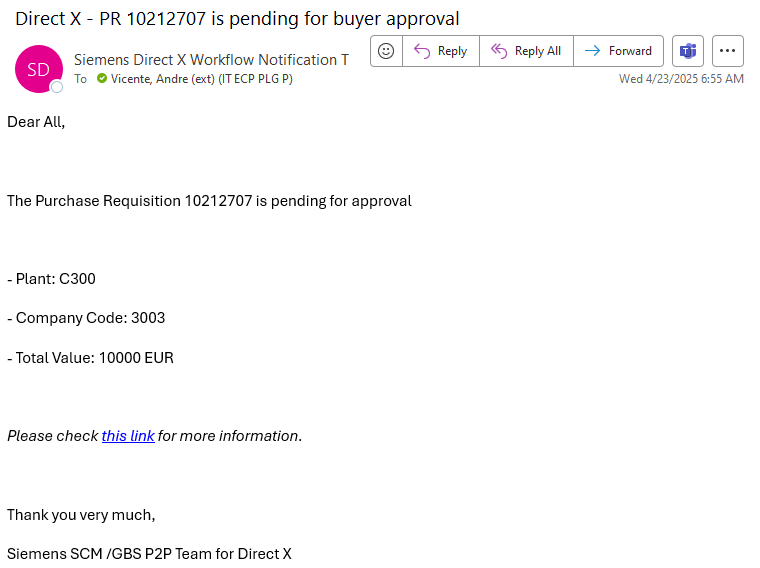 Direct X - PR 10212707 is pending for buyer approval
SD
Siemens Direct X Workflow Notification T
Reply
Reply All
Forward
To Vicente, Andre (ext) (IT ECP PLG P)
Wed 4/23/2025 6:55 AM
Dear All,
The Purchase Requisition 10212707 is pending for approval
- Plant: C300
- Company Code: 3003
- Total Value: 10000 EUR
Please check this link for more information.
Thank you very much,
Siemens SCM /GBS P2P Team for Direct X